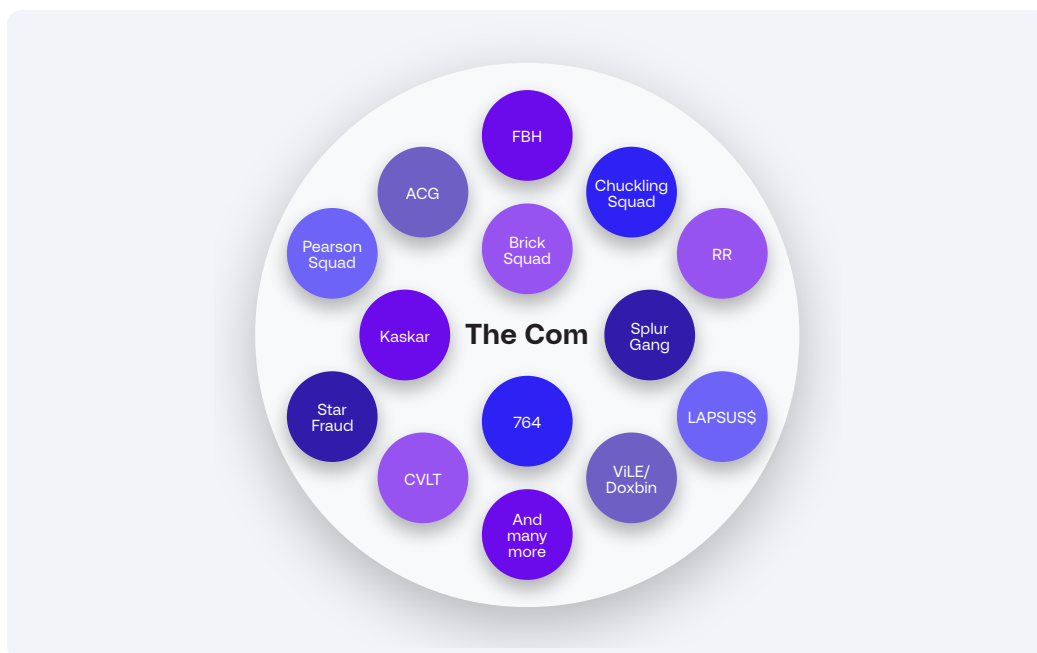 FBH
ACG
Chuckling
Squad
Pearson
Squad
Brick
Squad
RR
Kaskar
The Com
Splur
Gang
Star
Fraud
764
LAPSUS$
CVLT
ViLE/
Doxbin
And
many
more